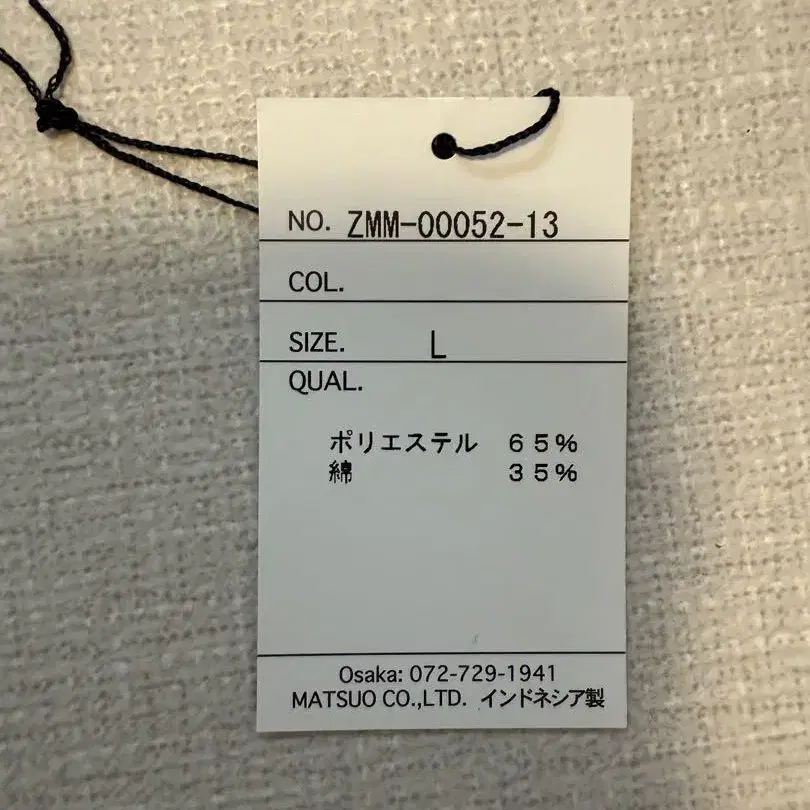 NO. ZMM-00052-13
COL.
SIZE. L
QUAL.
ポリエステル 65%
綿 35%
Osaka: 072-729-1941
MATSUO CO.,LTD. インドネシア製